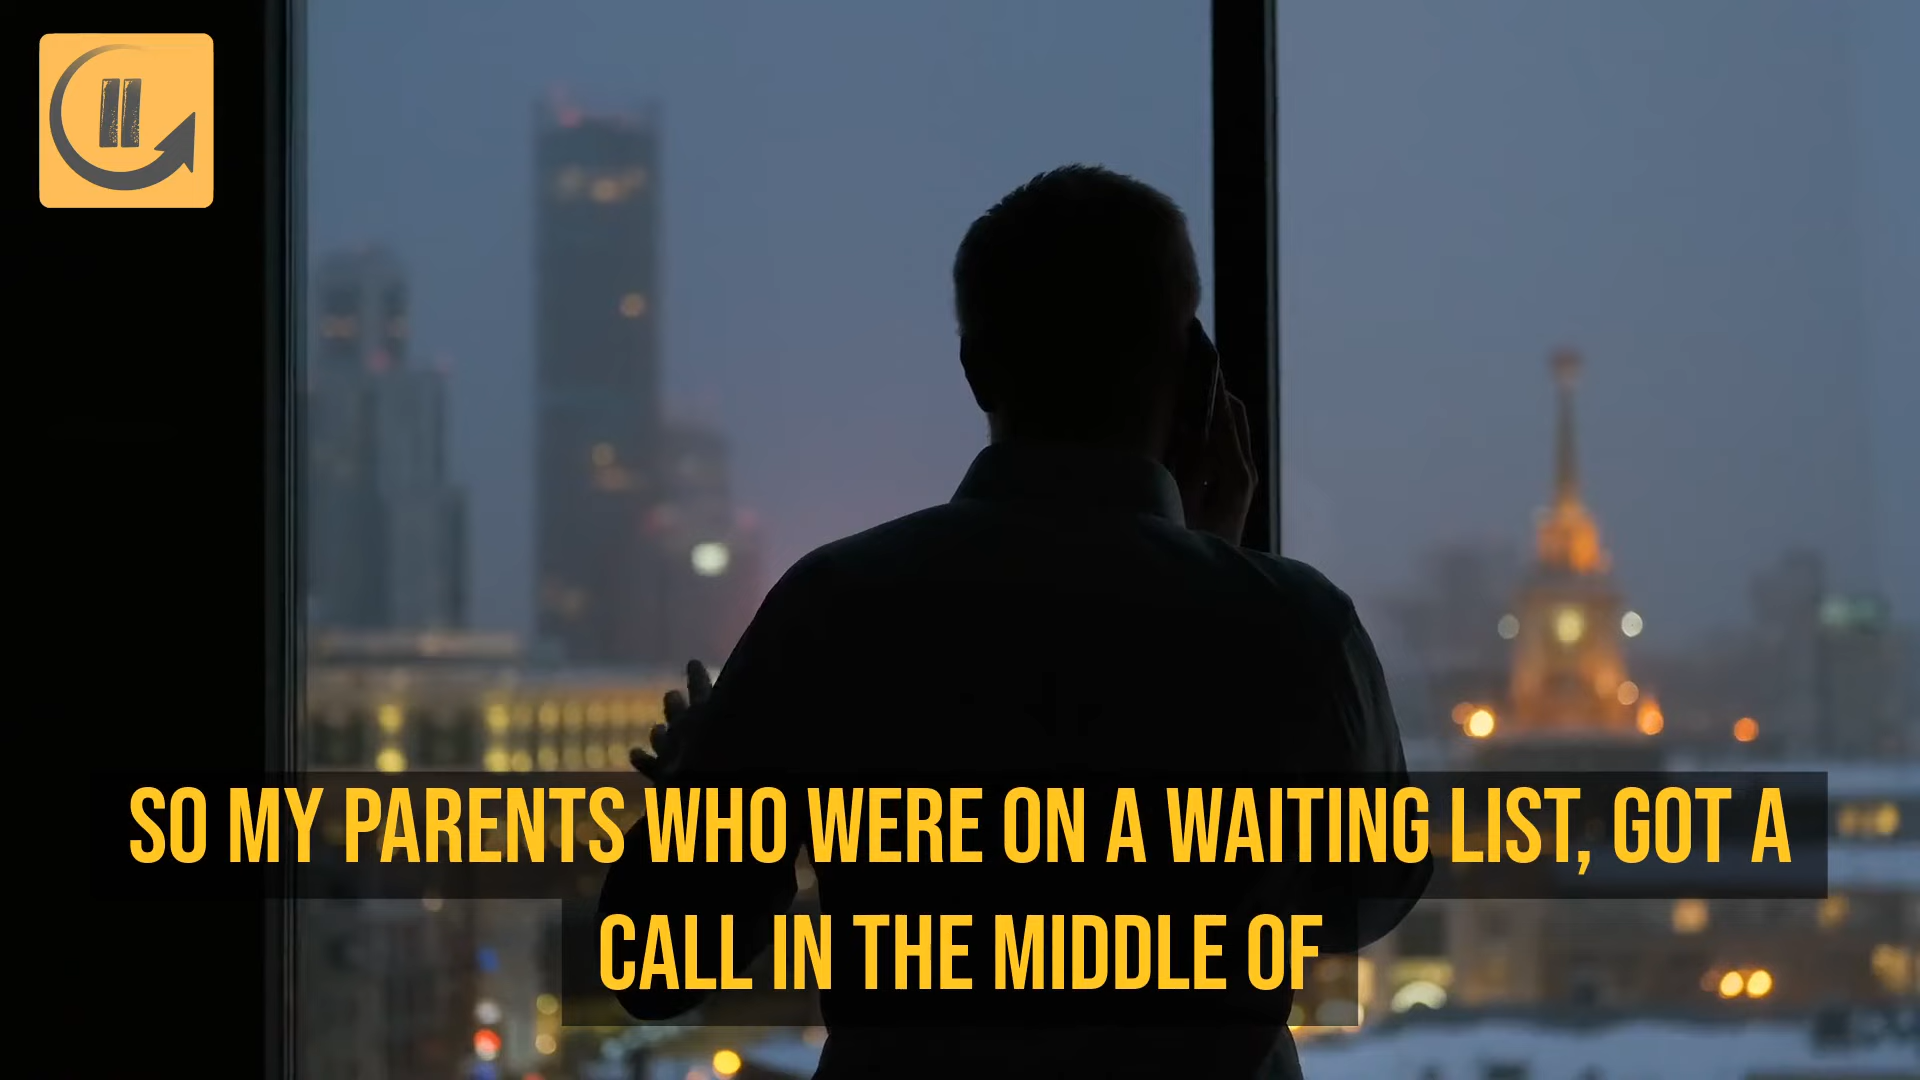 SO MY PARENTS WHO WERE ON A WAITING LIST, GOT A
CALL IN THE MIDDLE OF